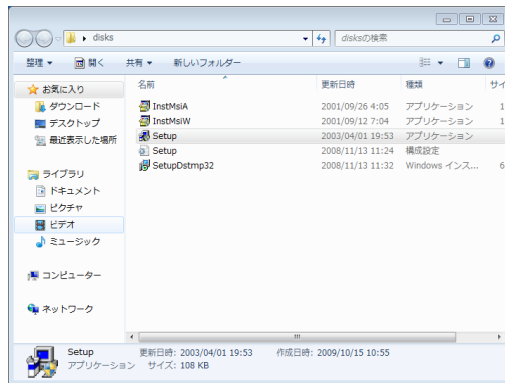 disks
disksの検索
整理 開く 共有 新しいフォルダー
名前 更新日時 種類 サイ
お気に入り
ダウンロード
デスクトップ
最近表示した場所
ライブラリ
ドキュメント
ピクチャ
ビデオ
ミュージック
コンピューター
ネットワーク
InstMsiA 2001/09/26 4:05 アプリケーション 1
InstMsiW 2001/09/12 7:04 アプリケーション 1
Setup 2003/04/01 19:53 アプリケーション
Setup 2008/11/13 11:24 構成設定
SetupDstmp32 2008/11/13 11:32 Windows インス... 6
Setup 更新日時: 2003/04/01 19:53 作成日時: 2009/10/15 10:55
アプリケーション サイズ: 108 KB